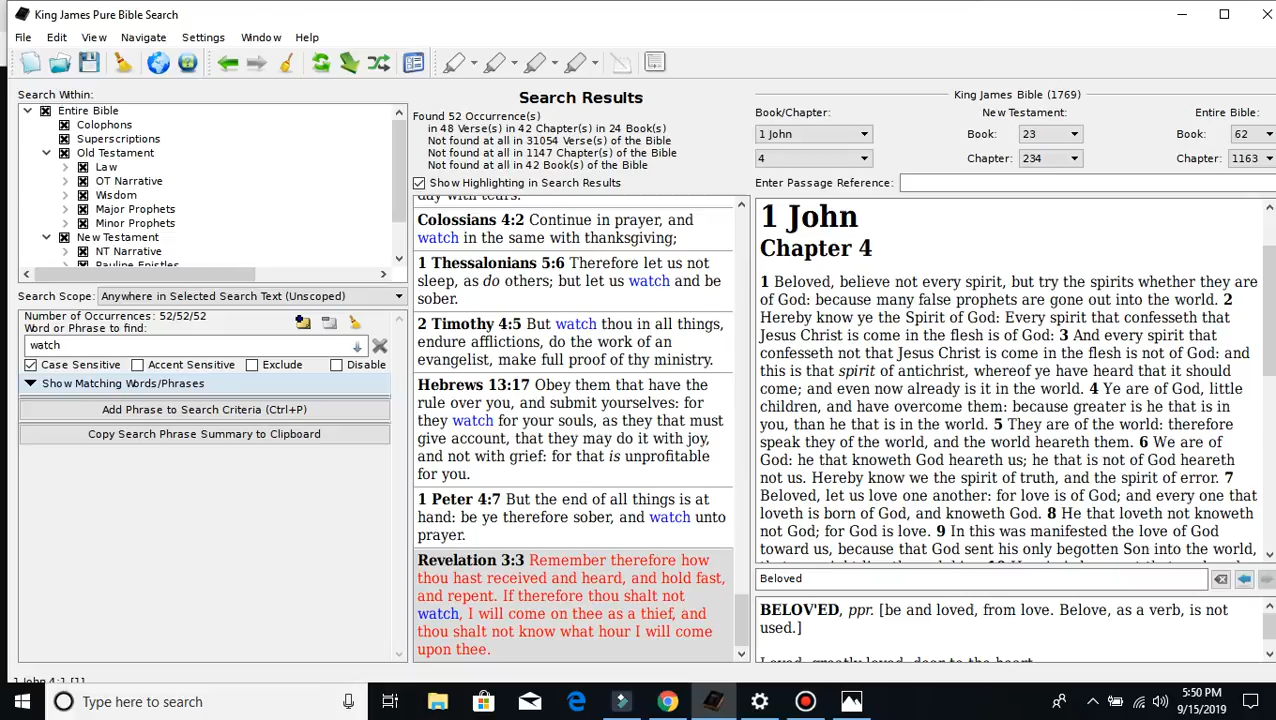 King James Pure Bible Search
File Edit View Navigate Settings Window Help
Search Within:
Entire Bible
Colophons
Superscriptions
Old Testament
Law
OT Narrative
Wisdom
Major Prophets
Minor Prophets
New Testament
NT Narrative
Pauline Epistles
Search Scope: Anywhere in Selected Search Text (Unscoped)
Number of Occurrences: 52/52/52
Word or Phrase to find:
watch
Case Sensitive Accent Sensitive Exclude Disable
Show Matching Words/Phrases
Add Phrase to Search Criteria (Ctrl+P)
Copy Search Phrase Summary to Clipboard
Search Results
Found 52 Occurrence(s)
in 48 Verse(s) in 42 Chapter(s) in 24 Book(s)
Not found at all in 31054 Verse(s) of the Bible
Not found at all in 1147 Chapter(s) of the Bible
Not found at all in 42 Book(s) of the Bible
Show Highlighting in Search Results
day with tears.
Colossians 4:2 Continue in prayer, and
watch in the same with thanksgiving;
1 Thessalonians 5:6 Therefore let us not
sleep, as do others; but let us watch and be
sober.
2 Timothy 4:5 But watch thou in all things,
endure afflictions, do the work of an
evangelist, make full proof of thy ministry.
Hebrews 13:17 Obey them that have the
rule over you, and submit yourselves: for
they watch for your souls, as they that must
give account, that they may do it with joy,
and not with grief: for that is unprofitable
for you.
1 Peter 4:7 But the end of all things is at
hand: be ye therefore sober, and watch unto
prayer.
Revelation 3:3 Remember therefore how
thou hast received and heard, and hold fast,
and repent. If therefore thou shalt not
watch, I will come on thee as a thief, and
thou shalt not know what hour I will come
upon thee.
King James Bible (1769)
Book/Chapter: New Testament: Entire Bible:
1 John Book: 23 Book: 62
4 Chapter: 234 Chapter: 1163
Enter Passage Reference:
1 John
Chapter 4
1 Beloved, believe not every spirit, but try the spirits whether they are
of God: because many false prophets are gone out into the world. 2
Hereby know ye the Spirit of God: Every spirit that confesseth that
Jesus Christ is come in the flesh is of God: 3 And every spirit that
confesseth not that Jesus Christ is come in the flesh is not of God: and
this is that spirit of antichrist, whereof ye have heard that it should
come; and even now already is it in the world. 4 Ye are of God, little
children, and have overcome them: because greater is he that is in
you, than he that is in the world. 5 They are of the world: therefore
speak they of the world, and the world heareth them. 6 We are of
God: he that knoweth God heareth us; he that is not of God heareth
not us. Hereby know we the spirit of truth, and the spirit of error. 7
Beloved, let us love one another: for love is of God; and every one that
loveth is born of God, and knoweth God. 8 He that loveth not knoweth
not God; for God is love. 9 In this was manifested the love of God
toward us, because that God sent his only begotten Son into the world,
Beloved
BELOV'ED, ppr. [be and loved, from love. Belove, as a verb, is not
used.]
Loved, greatly loved, dear to the heart
1 John 4:1 [1]
Type here to search
5:50 PM
9/15/2019